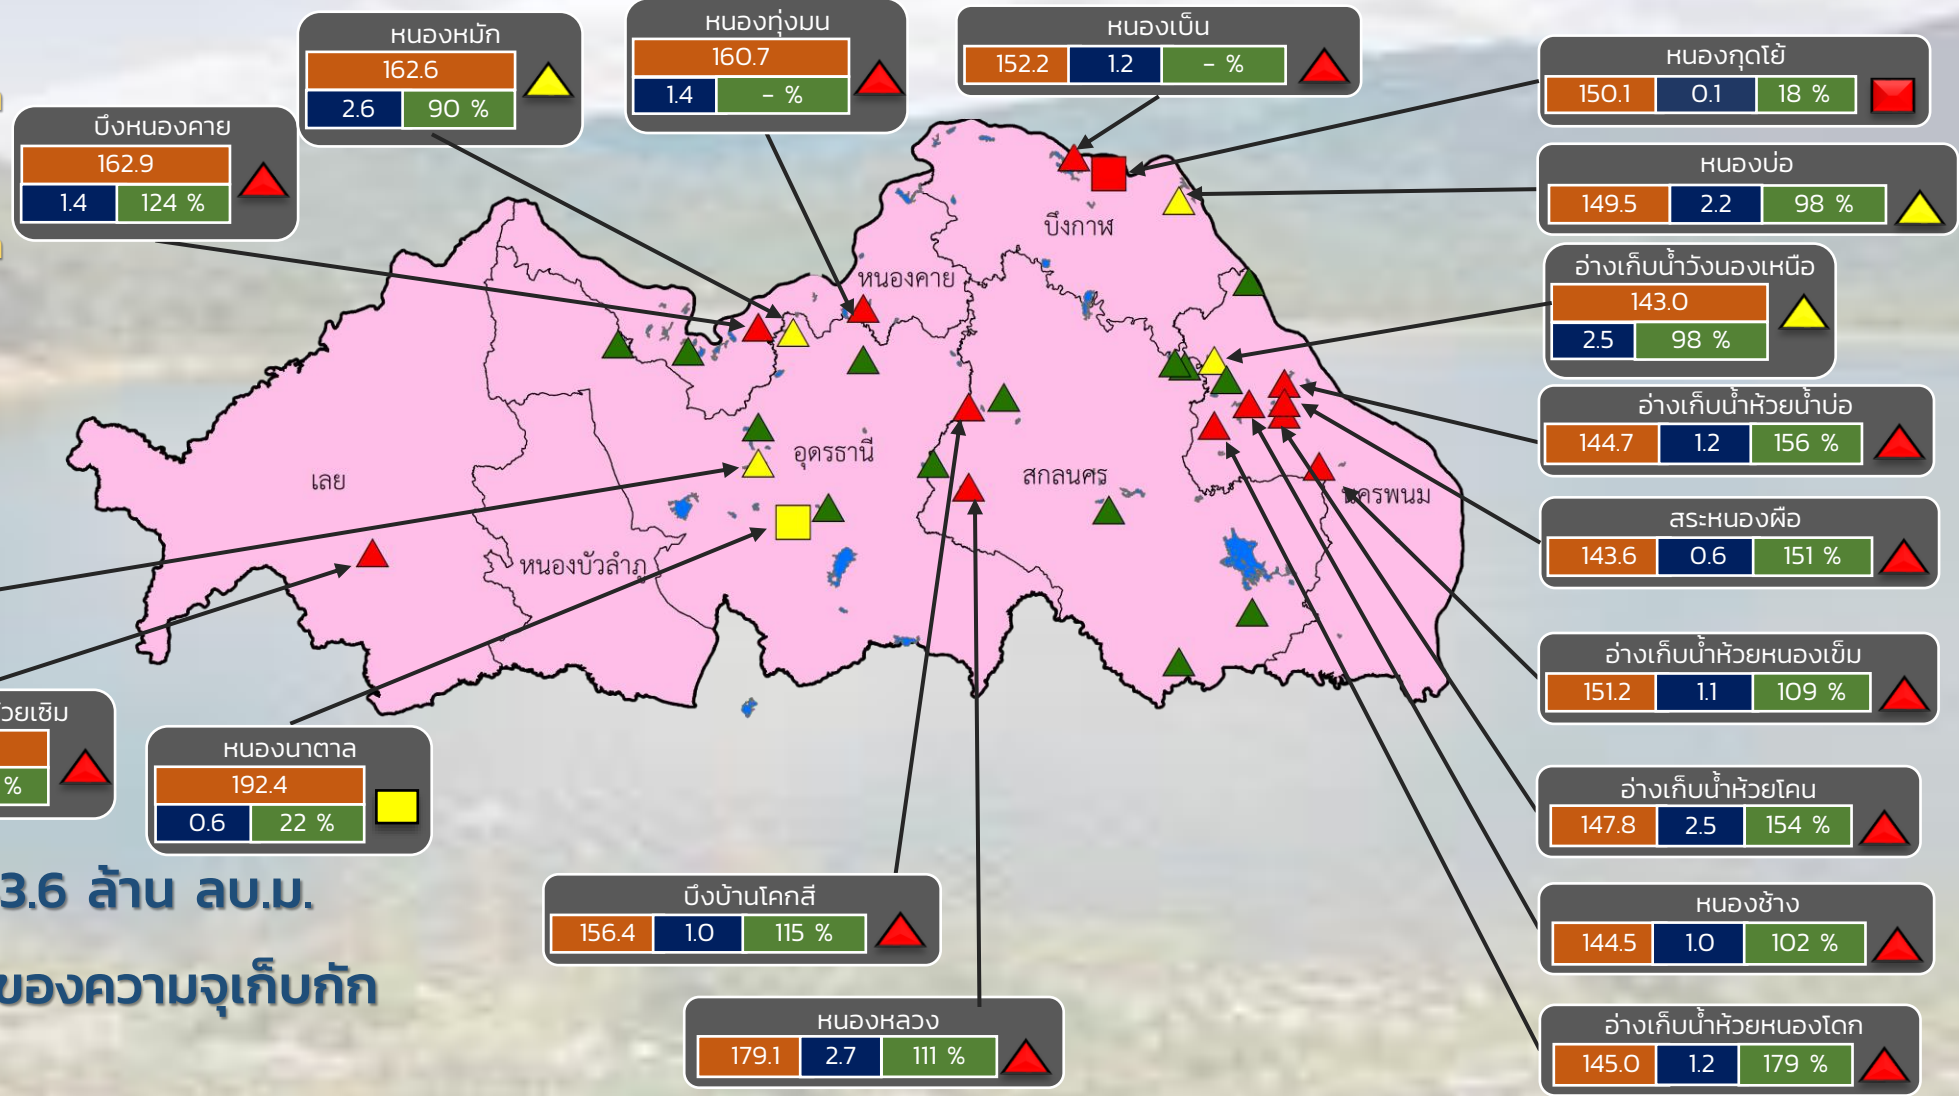 หนองหมัก
162.6
2.6 90 %
หนองทุ่งมน
160.7
1.4 - %
หนองเบ็น
152.2 1.2 - %
หนองกุดโย้
150.1 0.1 18 %
บึงหนองคาย
162.9
1.4 124 %
หนองบ่อ
149.5 2.2 98 %
อ่างเก็บน้ำวังนองเหนือ
143.0
2.5 98 %
อ่างเก็บน้ำห้วยน้ำบ่อ
144.7 1.2 156 %
สระหนองผือ
143.6 0.6 151 %
อ่างเก็บน้ำห้วยหนองเข็ม
151.2 1.1 109 %
อ่างเก็บน้ำห้วยโคน
147.8 2.5 154 %
หนองช้าง
144.5 1.0 102 %
อ่างเก็บน้ำห้วยหนองโดก
145.0 1.2 179 %
บึงกาฬ
หนองคาย
เลย
อุดรธานี
สกลนคร
นครพนม
หนองบัวลำภู
้วยเชิม
%
หนองนาตาล
192.4
0.6 22 %
3.6 ล้าน ลบ.ม.
ของความจุเก็บกัก
บึงบ้านโคกสี
156.4 1.0 115 %
หนองหลวง
179.1 2.7 111 %